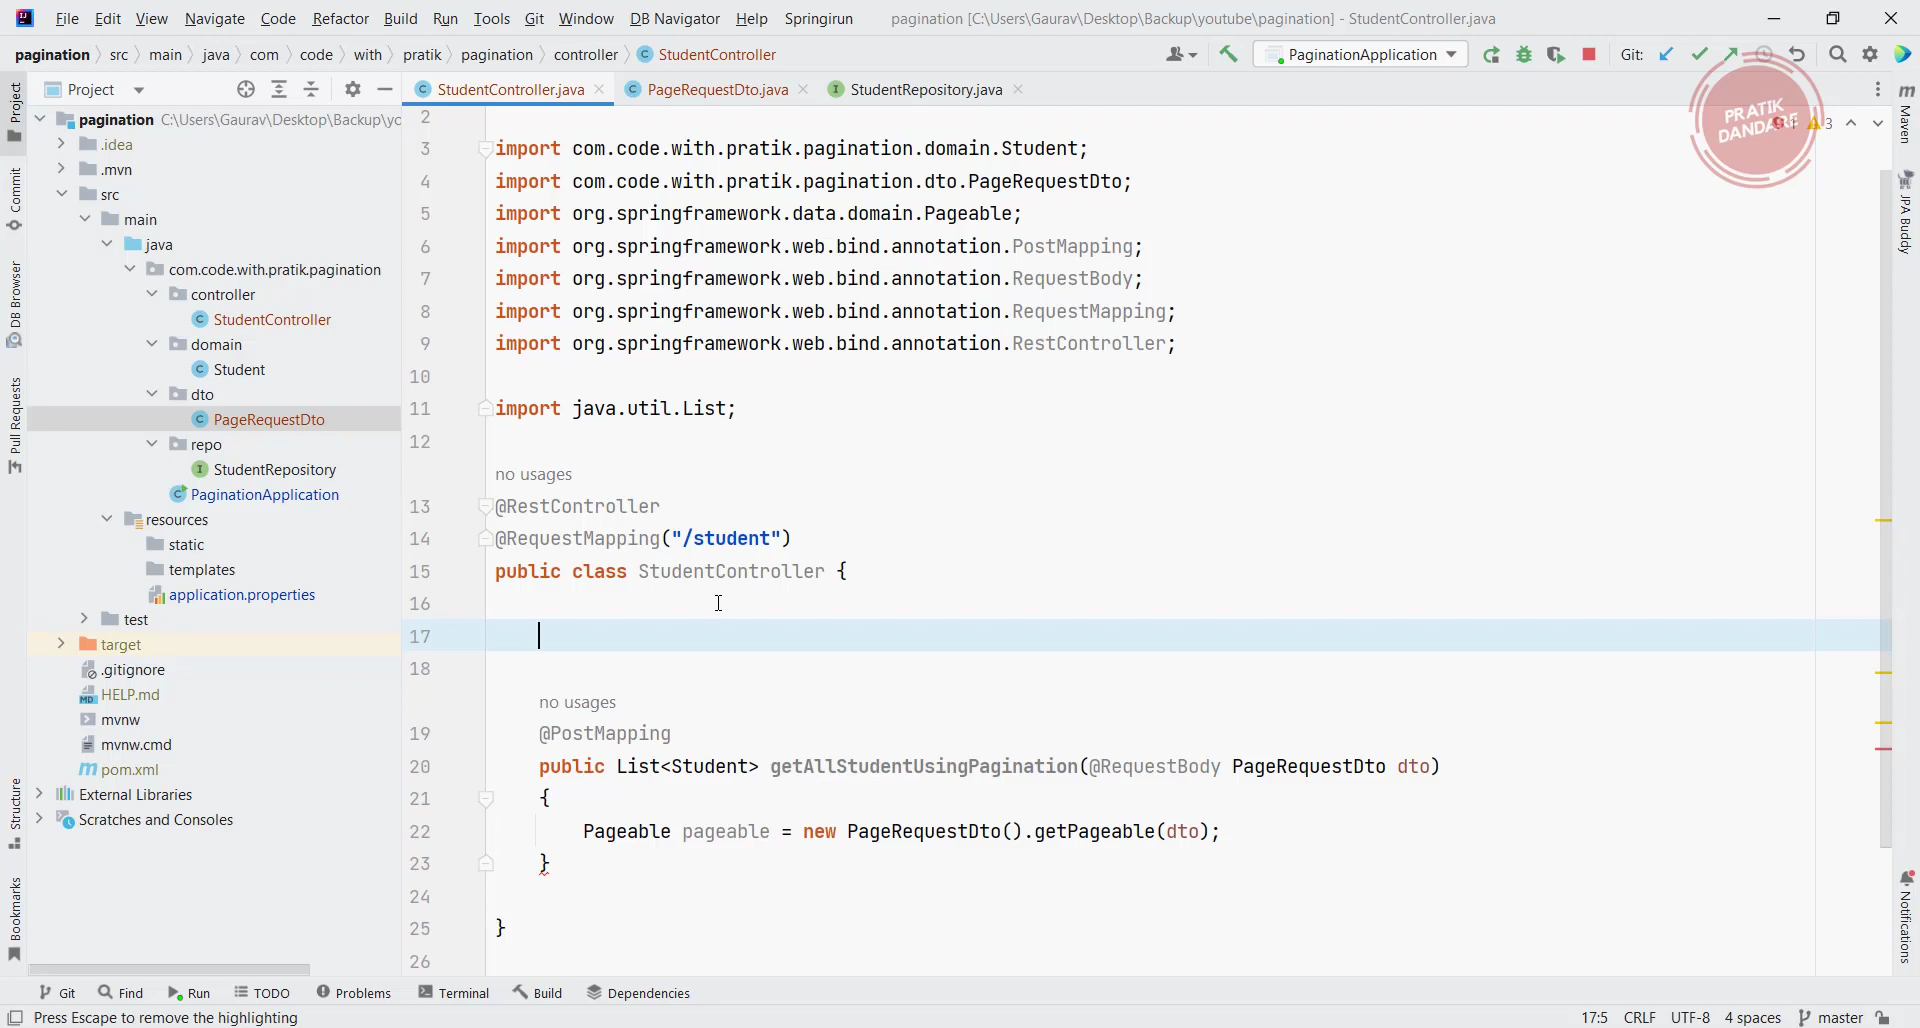 File Edit View Navigate Code Refactor Build Run Tools Git Window DB Navigator Help Springirun pagination [C:\Users\Gaurav\Desktop\Backup\youtube\pagination] - StudentController.java
pagination src main java com code with pratik pagination controller StudentController PaginationApplication Git:
Project
StudentController.java PageRequestDto.java StudentRepository.java
PRATIK
DANDARE
1 3
Project
Commit
DB Browser
Pull Requests
Structure
Bookmarks
pagination C:\Users\Gaurav\Desktop\Backup\yo
.idea
.mvn
src
main
java
com.code.with.pratik.pagination
controller
StudentController
domain
Student
dto
PageRequestDto
repo
StudentRepository
PaginationApplication
resources
static
templates
application.properties
test
target
.gitignore
HELP.md
mvnw
mvnw.cmd
pom.xml
External Libraries
Scratches and Consoles
2
3 import com.code.with.pratik.pagination.domain.Student;
4 import com.code.with.pratik.pagination.dto.PageRequestDto;
5 import org.springframework.data.domain.Pageable;
6 import org.springframework.web.bind.annotation.PostMapping;
7 import org.springframework.web.bind.annotation.RequestBody;
8 import org.springframework.web.bind.annotation.RequestMapping;
9 import org.springframework.web.bind.annotation.RestController;
10
11 import java.util.List;
12
no usages
13 @RestController
14 @RequestMapping("/student")
15 public class StudentController {
16
17
18
no usages
19 @PostMapping
20 public List<Student> getAllStudentUsingPagination(@RequestBody PageRequestDto dto)
21 {
22 Pageable pageable = new PageRequestDto().getPageable(dto);
23 }
24
25 }
26
m Maven
JPA Buddy
Notifications
Git Find Run TODO Problems Terminal Build Dependencies
Press Escape to remove the highlighting 17:5 CRLF UTF-8 4 spaces master